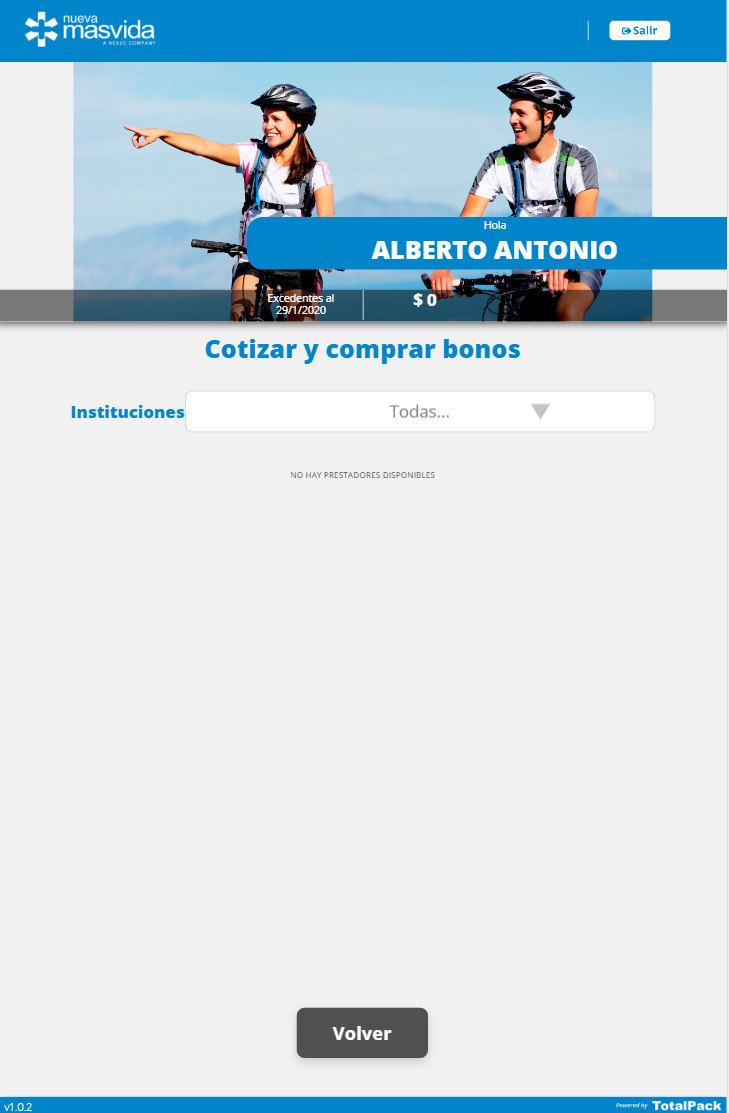 nueva
masvida
A NEXUS COMPANY
Salir
Hola
ALBERTO ANTONIO
Excedentes al
29/1/2020
$ 0
Cotizar y comprar bonos
Instituciones
Todas...
NO HAY PRESTADORES DISPONIBLES
Volver
v1.0.2
Powered by TotalPack